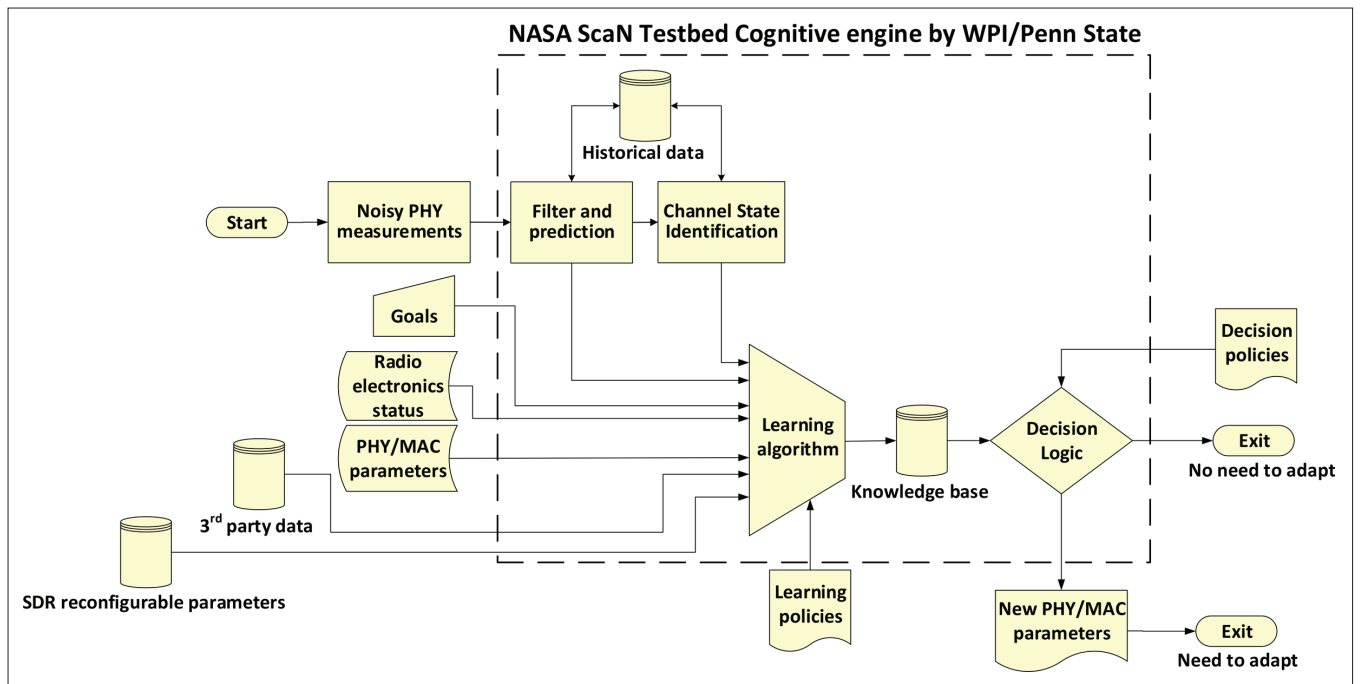 NASA ScaN Testbed Cognitive engine by WPI/Penn State
Historical data
Start
Noisy PHY
measurements
Filter and
prediction
Channel State
Identification
Goals
Radio
electronics
status
PHY/MAC
parameters
3rd party data
SDR reconfigurable parameters
Learning
algorithm
Learning
policies
Knowledge base
Decision
Logic
Decision
policies
Exit
No need to adapt
New PHY/MAC
parameters
Exit
Need to adapt